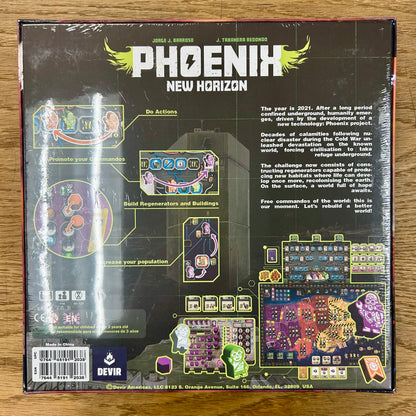 JORGE J. BARROSO
J. TARANCÓN REDONDO
PHOENIX
NEW HORIZON
Do Actions
Promote your Commandos
Build Regenerators and Buildings
Increase your population
The year is 2021. After a long period
confined underground, humanity emer-
ges, driven by the development of a
new technology: Phoenix project.
Decades of calamities following nu-
clear disaster during the Cold War un-
leashed devastation on the known
world, forcing civilisation to take
refuge underground.
The challenge now consists of cons-
tructing regenerators capable of produ-
cing new habitats where life can deve-
lop once more, recolonising the Earth.
On the surface, a world full of hope
awaits.
Free commandos of the world: this is
our moment. Let's rebuild a better
world!
CE
Made in China
DEVIR
©Devir Americas, LLC 8123 S. Orange Avenue, Suite 166, Orlando, FL. 32809. USA